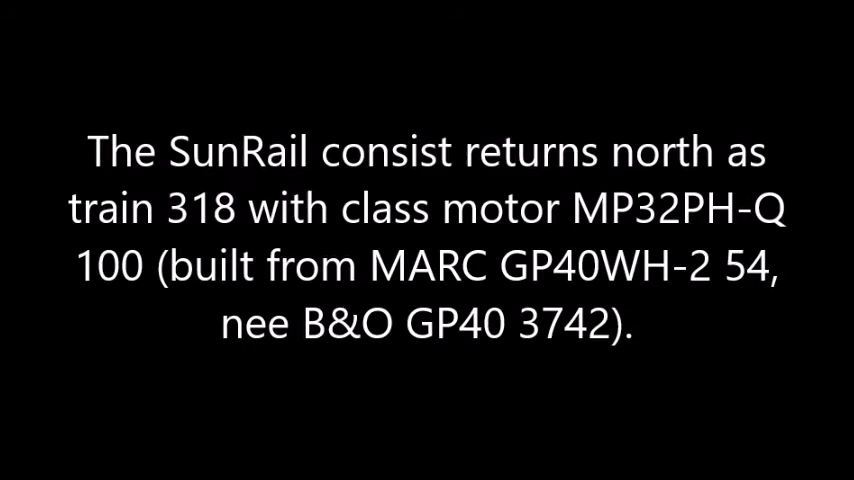 The SunRail consist returns north as
train 318 with class motor MP32PH-Q
100 (built from MARC GP40WH-2 54,
nee B&O GP40 3742).